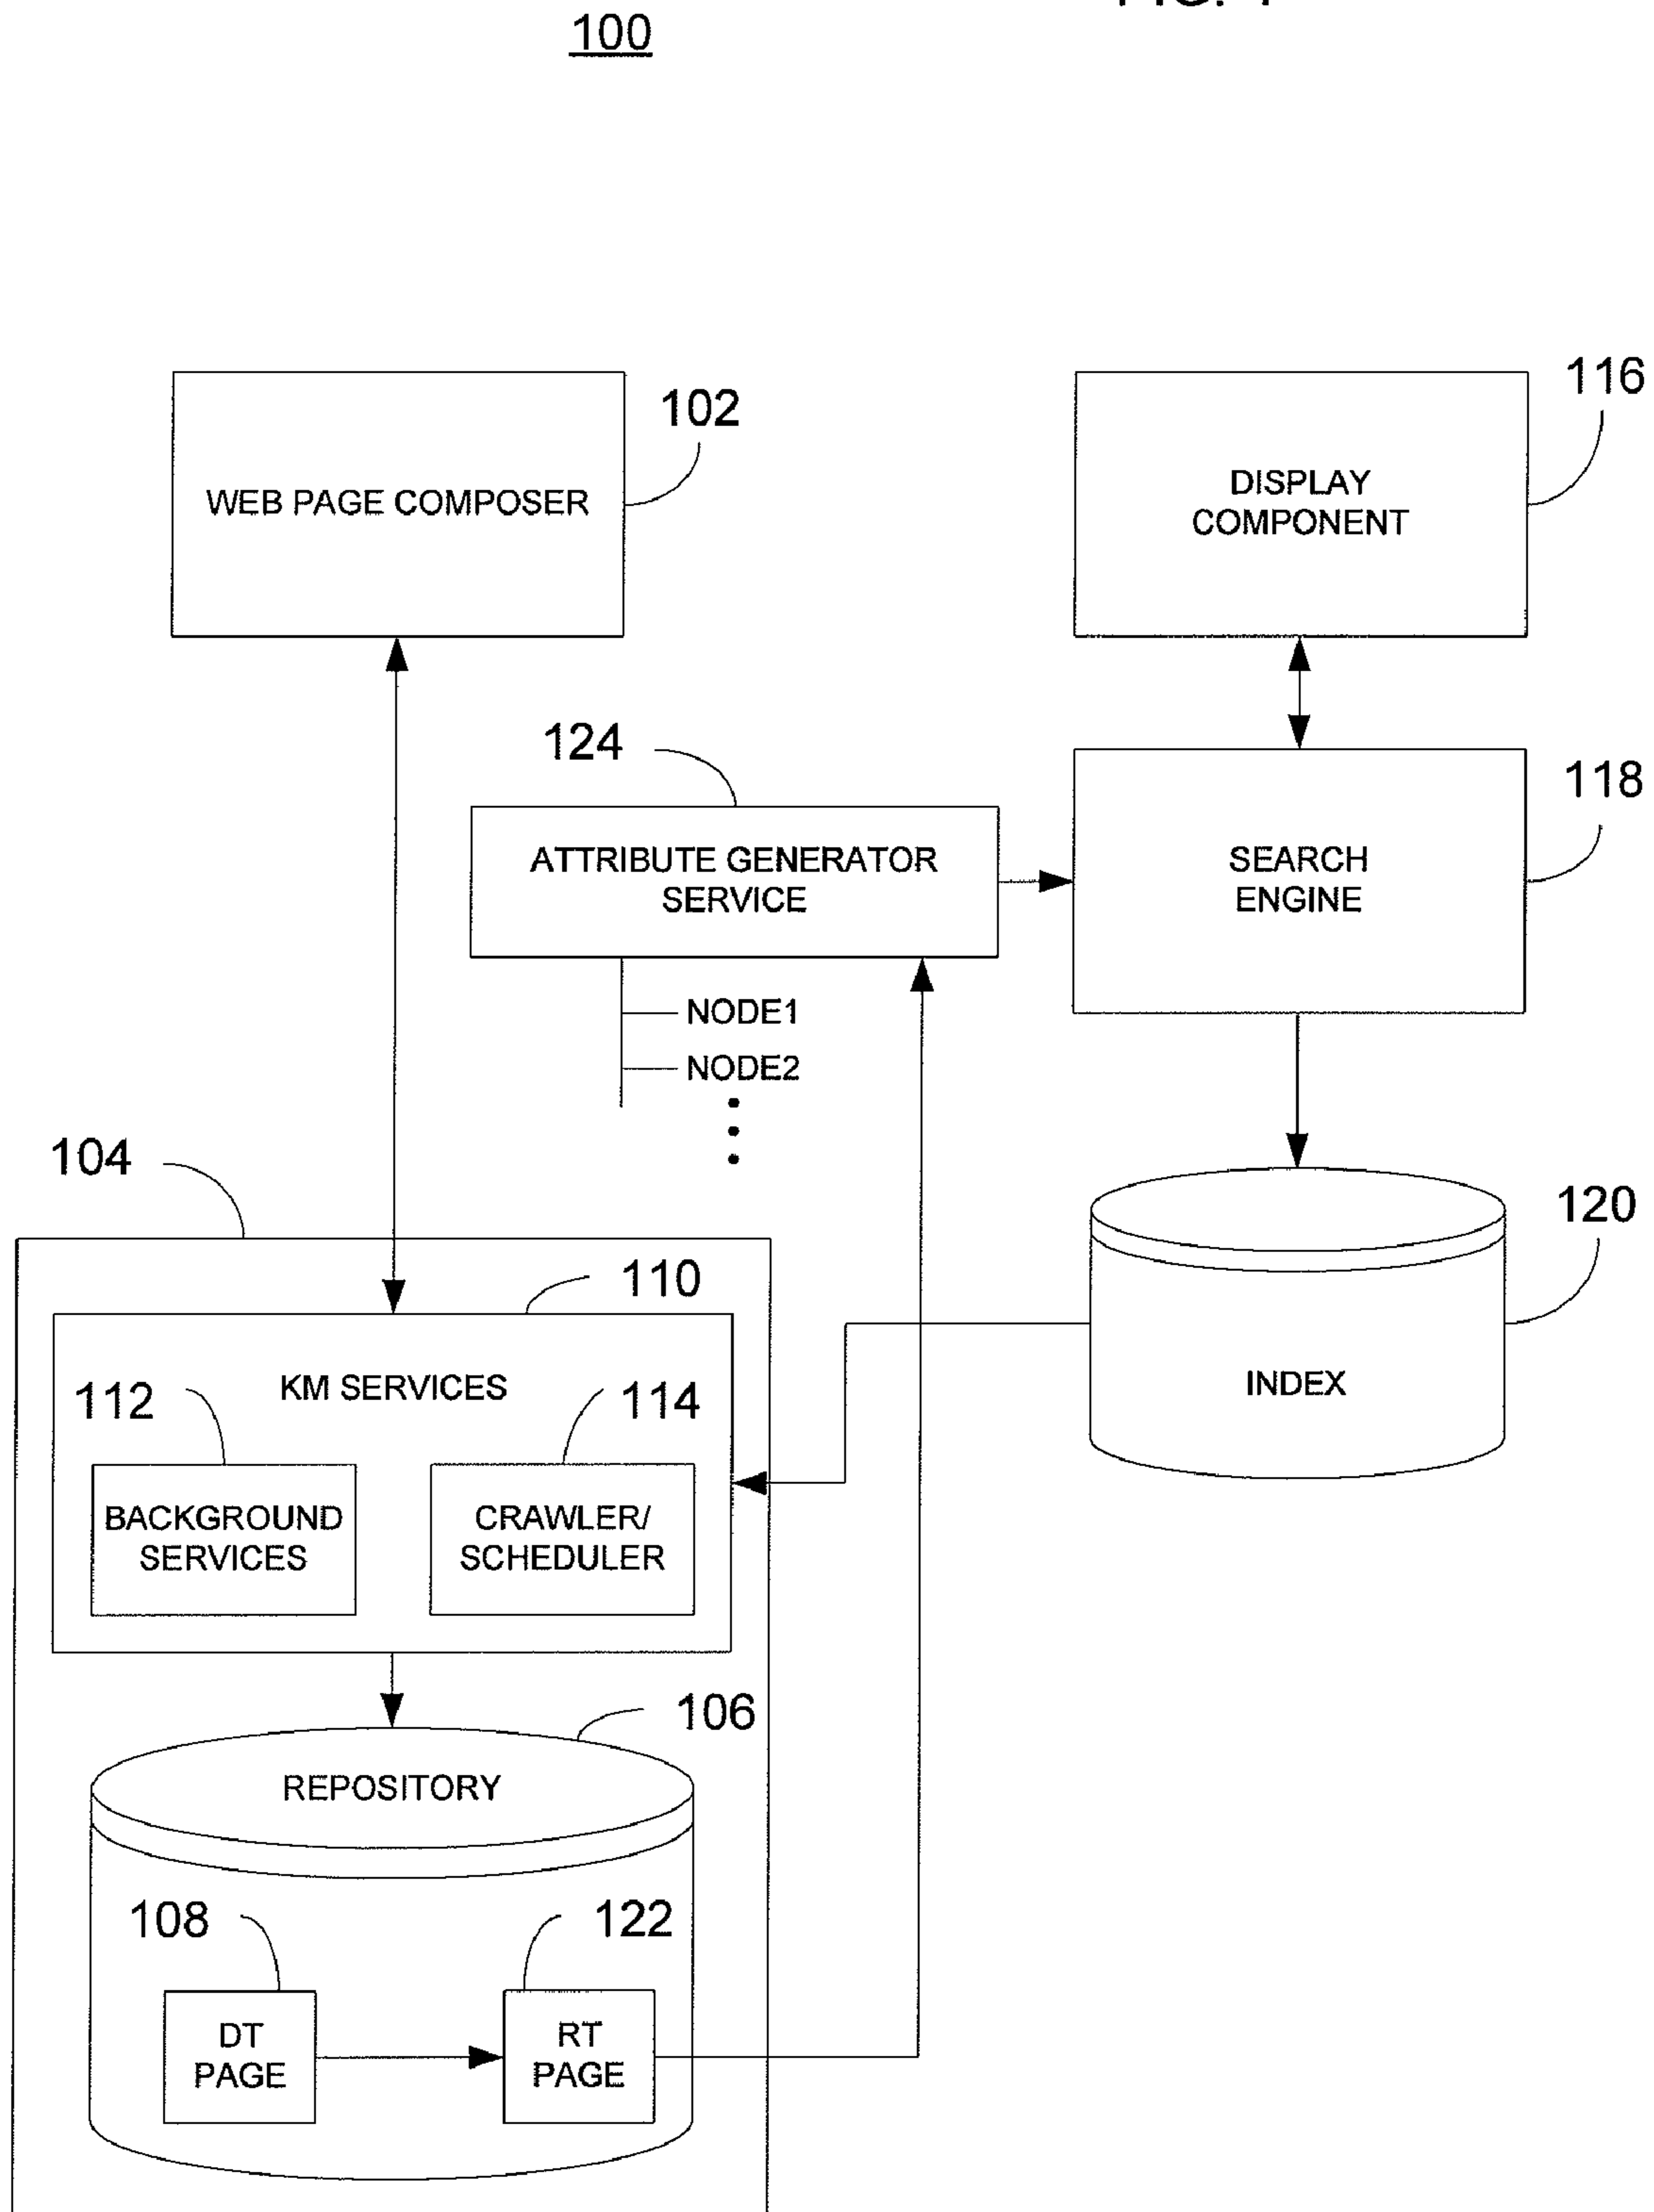 100
102
116
WEB PAGE COMPOSER
DISPLAY
COMPONENT
124
118
ATTRIBUTE GENERATOR
SERVICE
SEARCH
ENGINE
NODE1
NODE2
104
120
110
KM SERVICES
INDEX
112
114
BACKGROUND
SERVICES
CRAWLER/
SCHEDULER
106
REPOSITORY
108
122
DT
PAGE
RT
PAGE